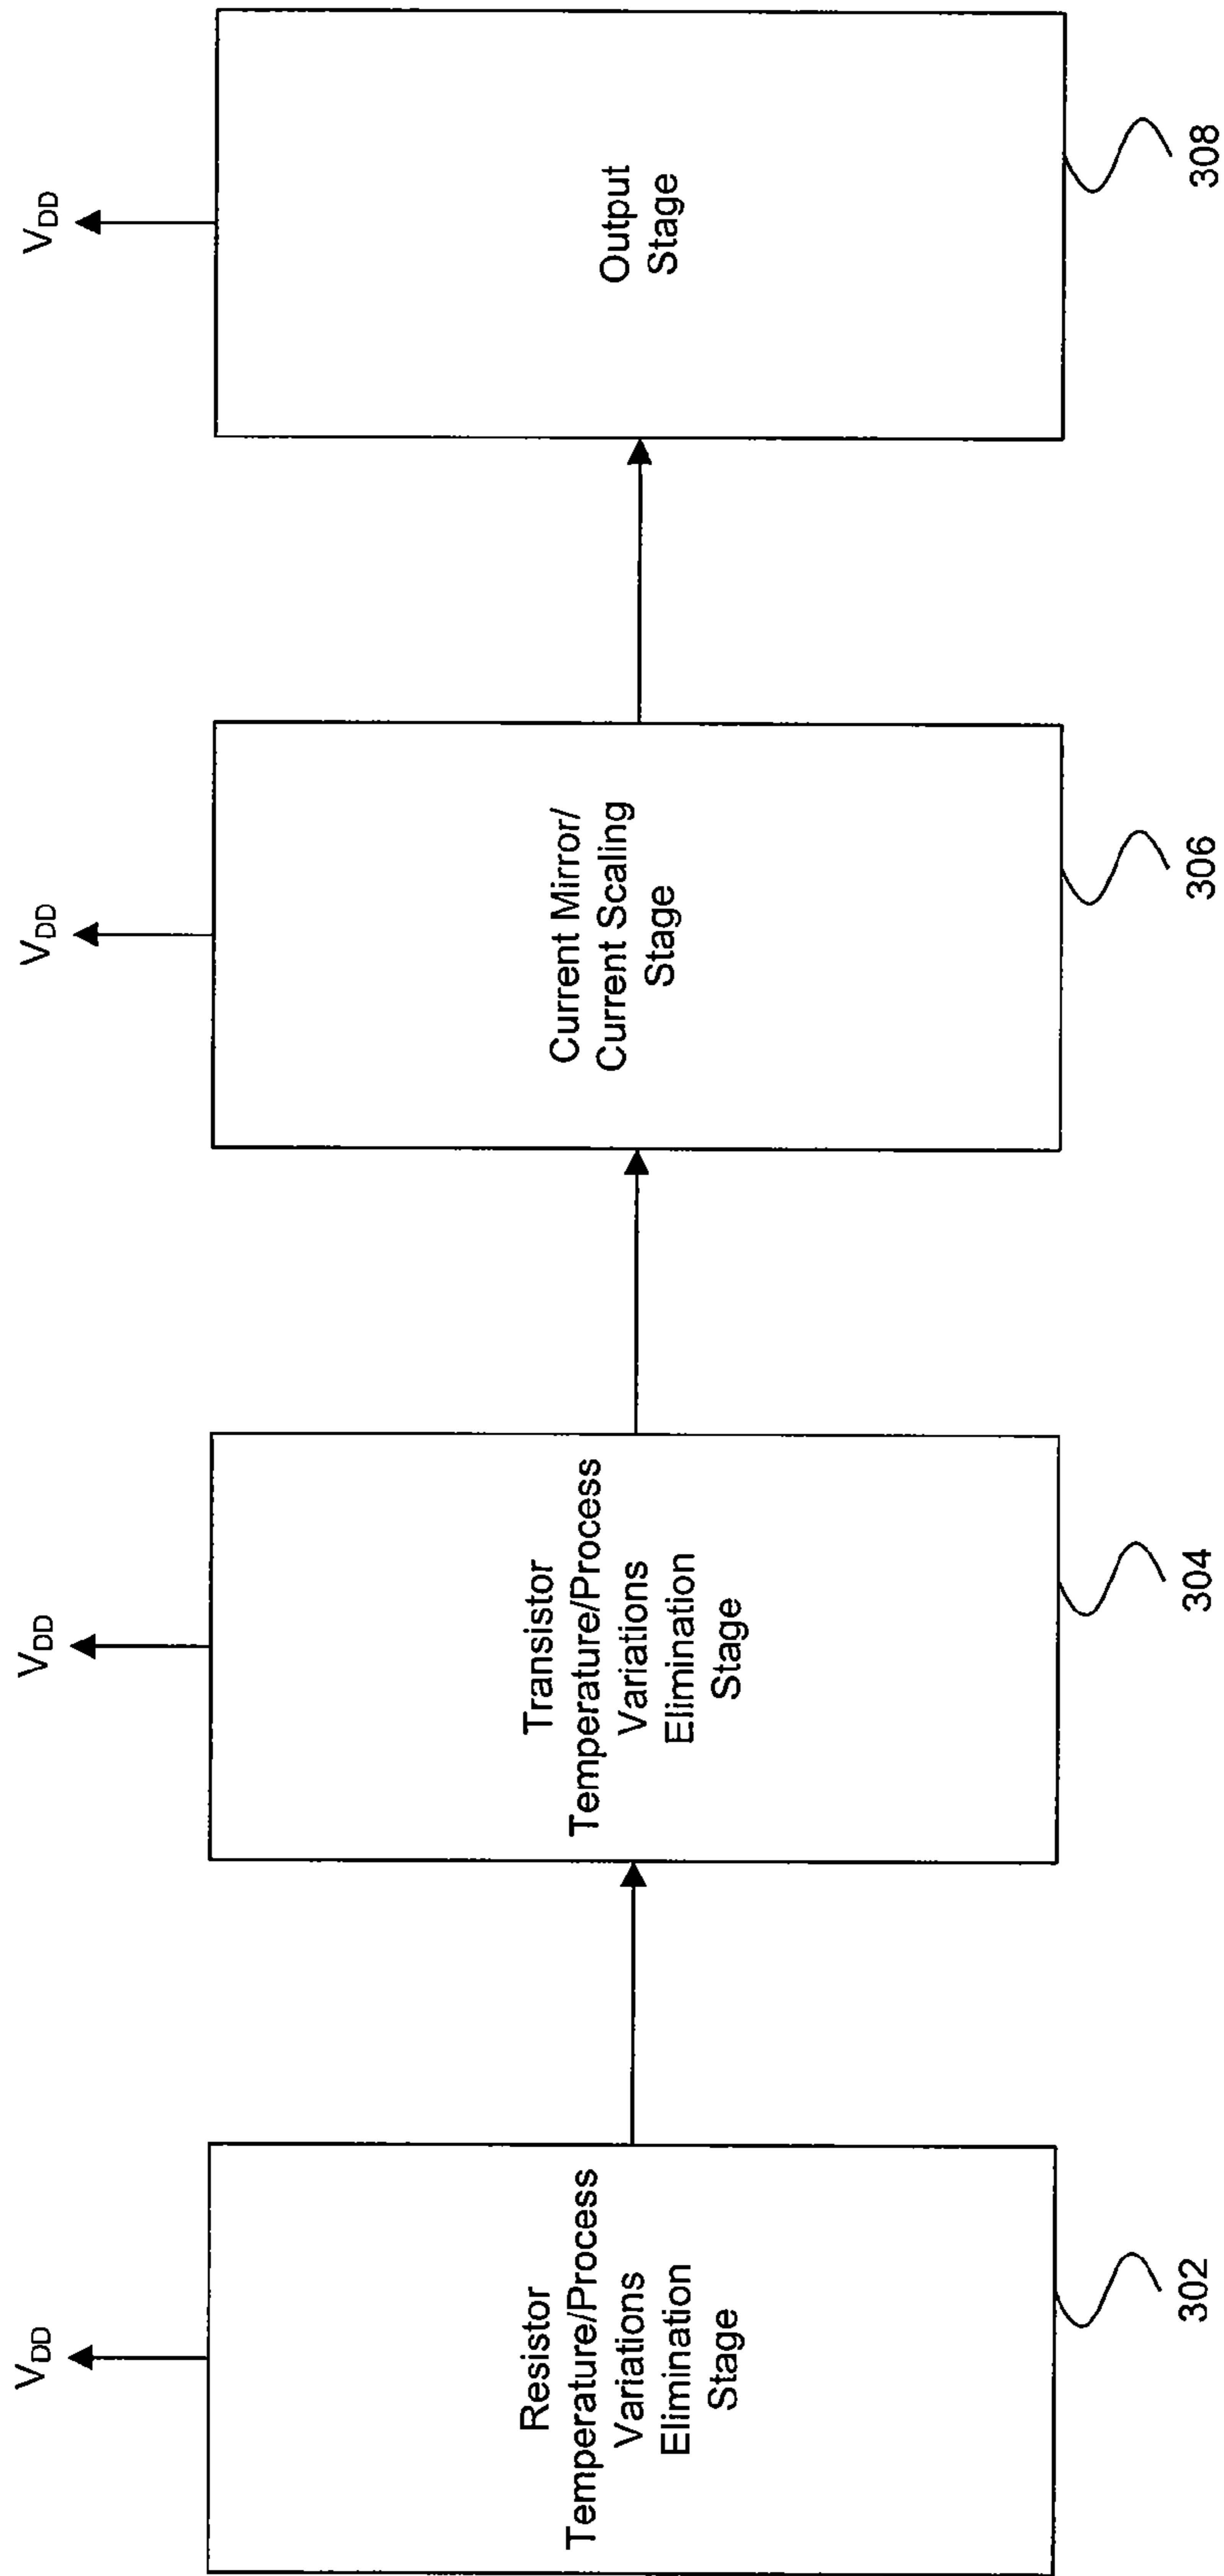 V_DD
V_DD
V_DD
V_DD
Resistor
Temperature/Process
Variations
Elimination
Stage
Transistor
Temperature/Process
Variations
Elimination
Stage
Current Mirror/
Current Scaling
Stage
Output
Stage
302
304
306
308